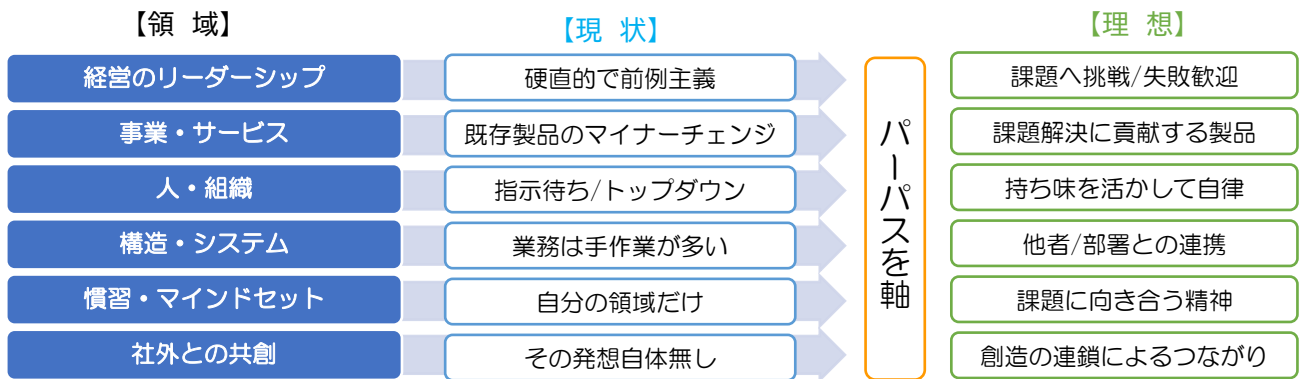 【領 域】
【現 状】
【理 想】
経営のリーダーシップ
硬直的で前例主義
課題へ挑戦/失敗歓迎
事業・サービス
既存製品のマイナーチェンジ
課題解決に貢献する製品
人・組織
指示待ち/トップダウン
持ち味を活かして自律
構造・システム
業務は手作業が多い
他者/部署との連携
慣習・マインドセット
自分の領域だけ
課題に向き合う精神
社外との共創
その発想自体無し
創造の連鎖によるつながり
パーパスを軸